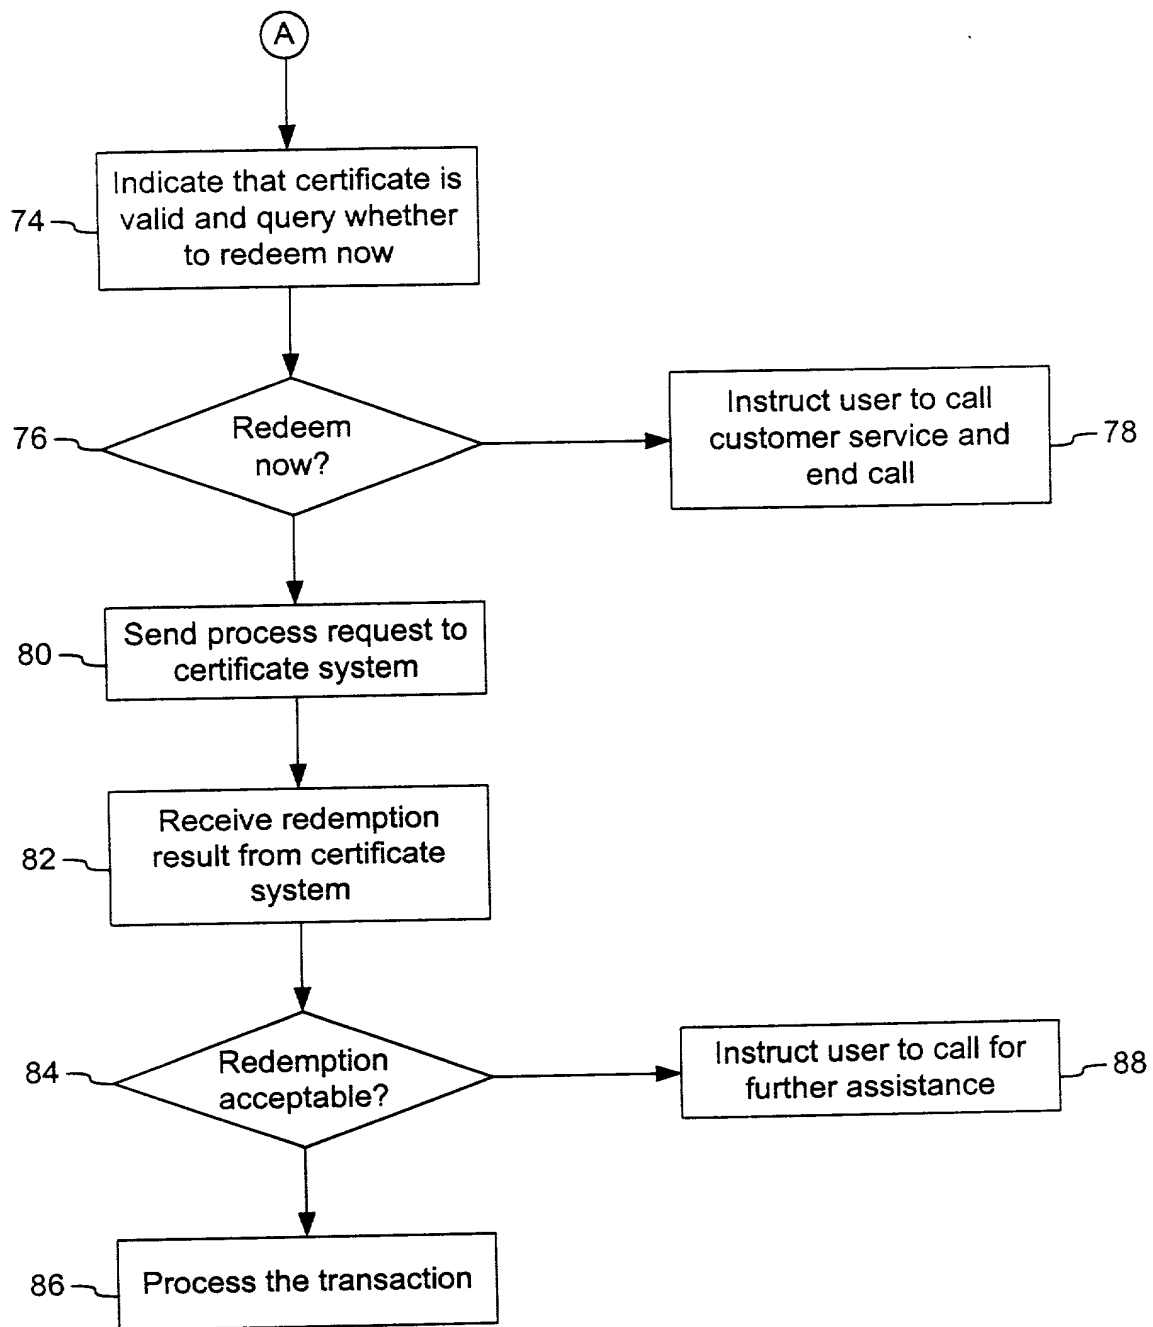 A
Indicate that certificate is
valid and query whether
to redeem now
74
Redeem
now?
76
Instruct user to call
customer service and
end call
78
Send process request to
certificate system
80
Receive redemption
result from certificate
system
82
Redemption
acceptable?
84
Instruct user to call for
further assistance
88
Process the transaction
86